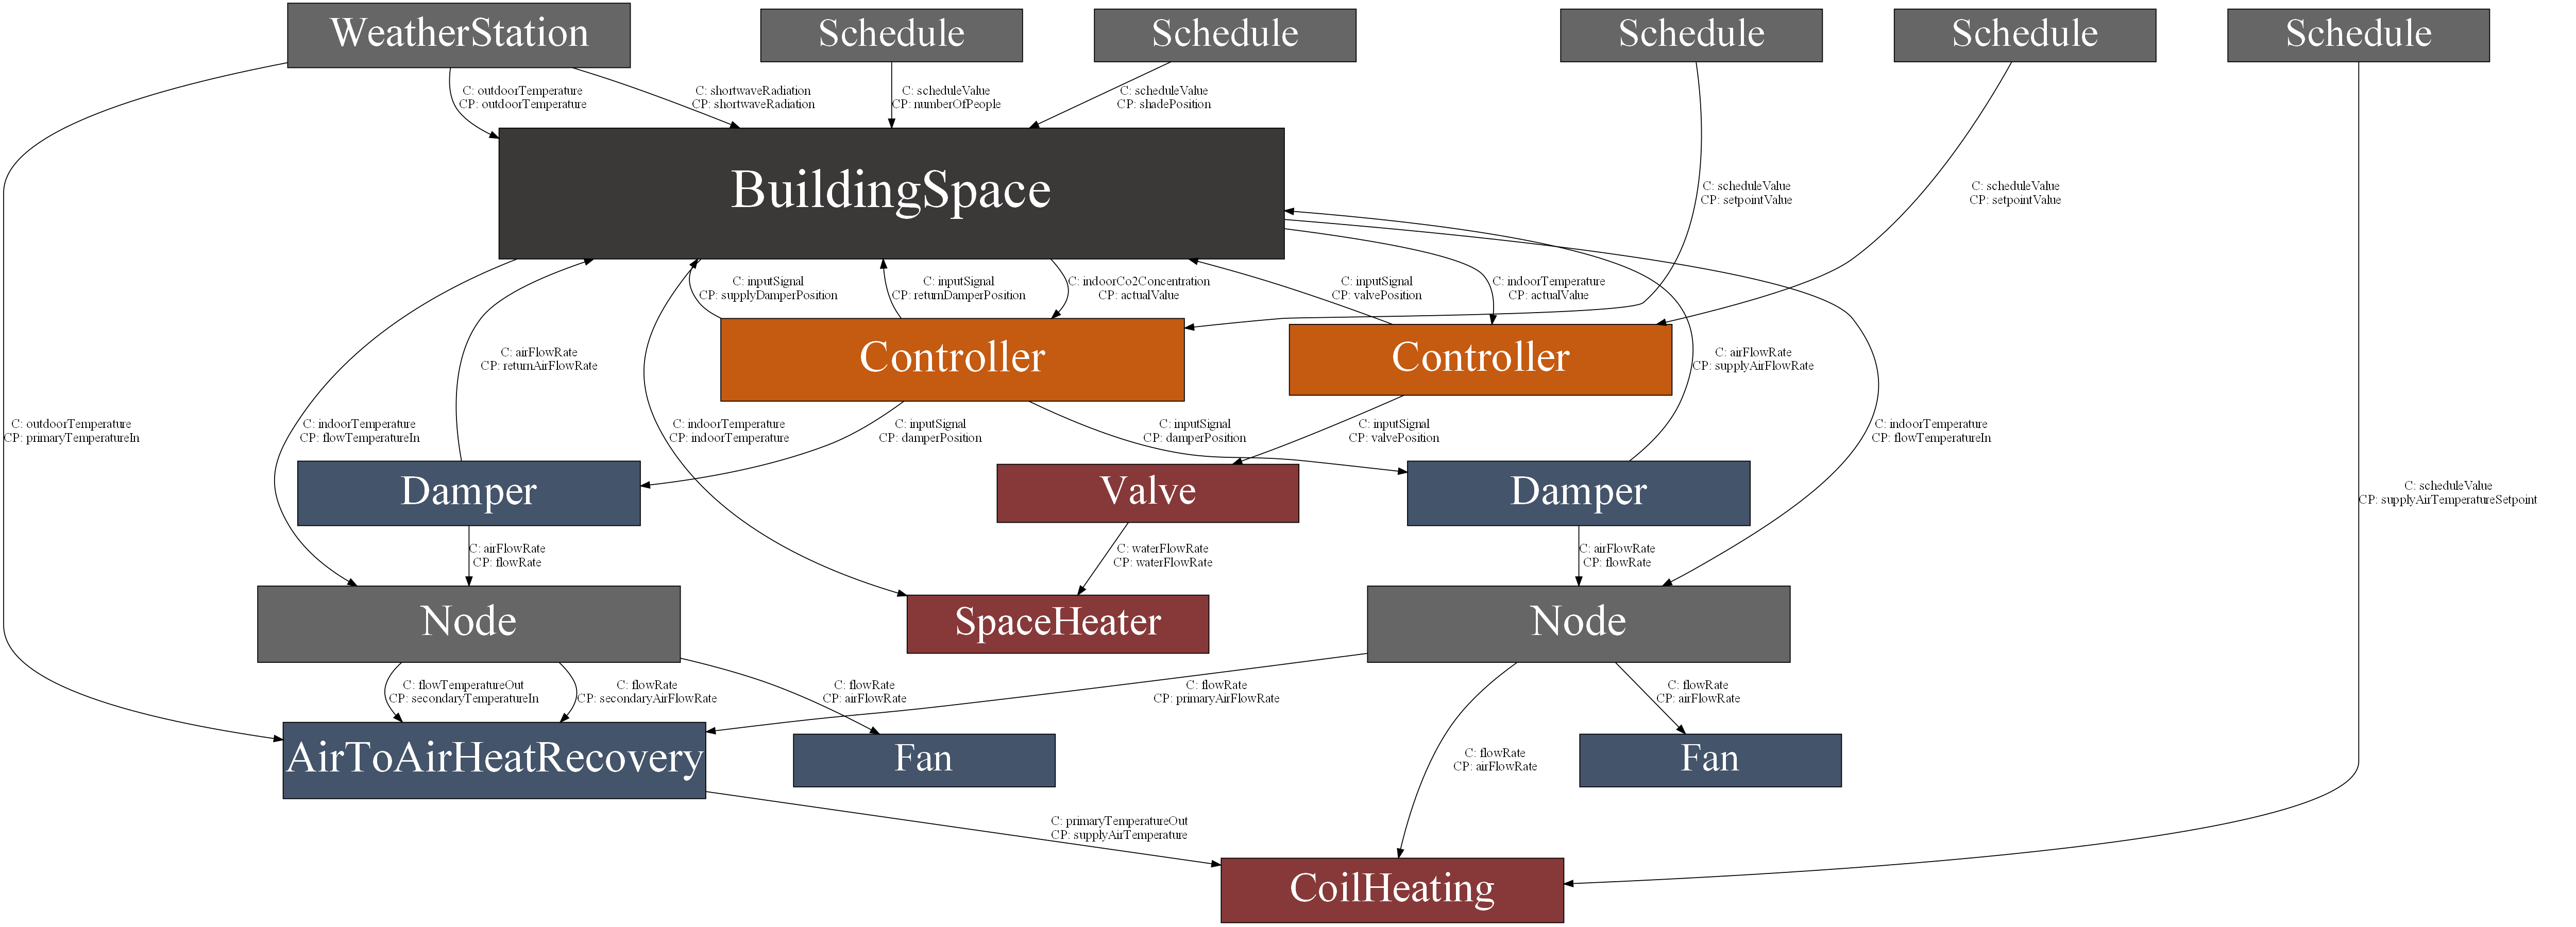 WeatherStation
Schedule
Schedule
Schedule
Schedule
Schedule
C: outdoorTemperature
CP: outdoorTemperature
C: shortwaveRadiation
CP: shortwaveRadiation
C: scheduleValue
CP: numberOfPeople
C: scheduleValue
CP: shadePosition
BuildingSpace
C: scheduleValue
CP: setpointValue
C: scheduleValue
CP: setpointValue
C: inputSignal
CP: supplyDamperPosition
C: inputSignal
CP: returnDamperPosition
C: indoorCo2Concentration
CP: actualValue
C: inputSignal
CP: valvePosition
C: indoorTemperature
CP: actualValue
C: airFlowRate
CP: returnAirFlowRate
Controller
Controller
C: airFlowRate
CP: supplyAirFlowRate
C: outdoorTemperature
CP: primaryTemperatureIn
C: indoorTemperature
CP: flowTemperatureIn
C: indoorTemperature
CP: indoorTemperature
C: inputSignal
CP: damperPosition
C: inputSignal
CP: damperPosition
C: inputSignal
CP: valvePosition
C: indoorTemperature
CP: flowTemperatureIn
Damper
Valve
Damper
C: scheduleValue
CP: supplyAirTemperatureSetpoint
C: airFlowRate
CP: flowRate
C: waterFlowRate
CP: waterFlowRate
C: airFlowRate
CP: flowRate
Node
SpaceHeater
Node
C: flowTemperatureOut
CP: secondaryTemperatureIn
C: flowRate
CP: secondaryAirFlowRate
C: flowRate
CP: airFlowRate
C: flowRate
CP: primaryAirFlowRate
C: flowRate
CP: airFlowRate
AirToAirHeatRecovery
Fan
C: flowRate
CP: airFlowRate
Fan
C: primaryTemperatureOut
CP: supplyAirTemperature
CoilHeating